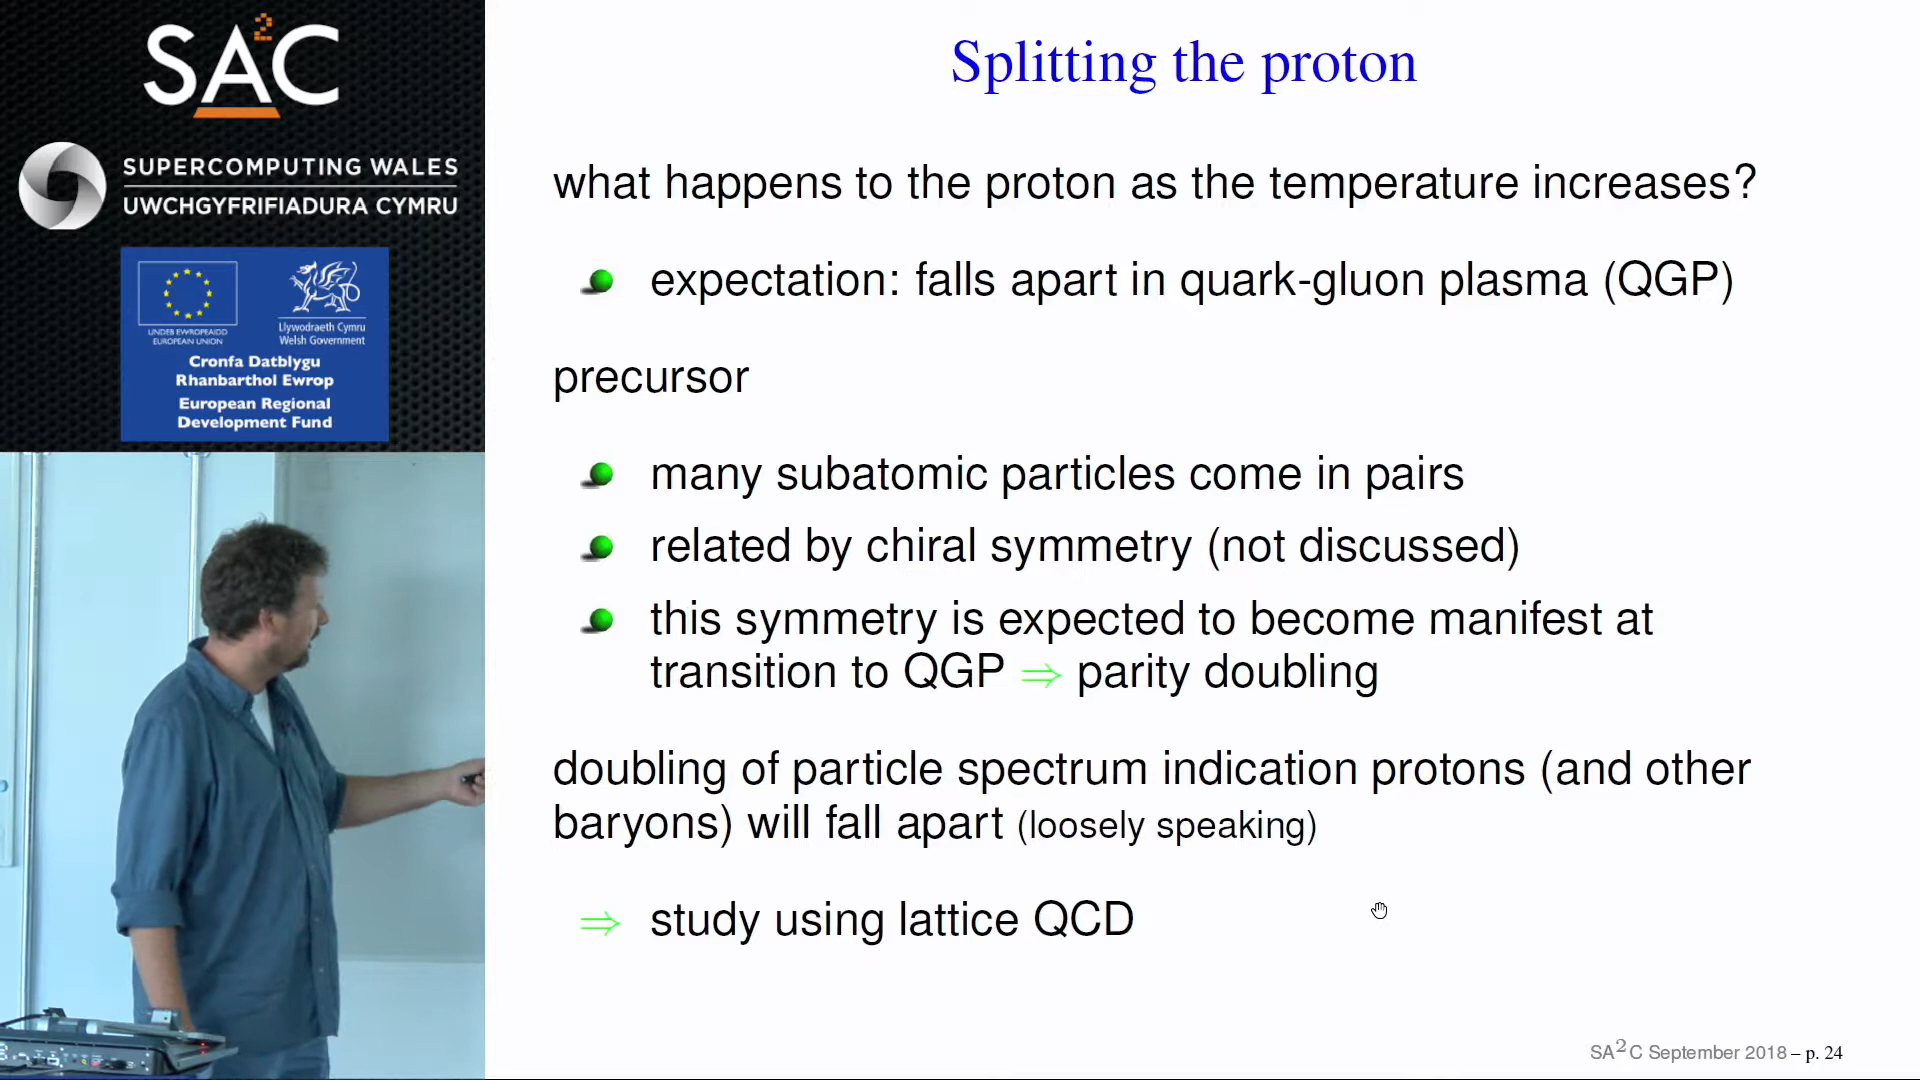 SA²C
SUPERCOMPUTING WALES
UWCHGYFRIFIADURA CYMRU
UNDEB EWROPEAIDD
EUROPEAN UNION
Llywodraeth Cymru
Welsh Government
Cronfa Datblygu
Rhanbarthol Ewrop
European Regional
Development Fund
Splitting the proton
what happens to the proton as the temperature increases?
expectation: falls apart in quark-gluon plasma (QGP)
precursor
many subatomic particles come in pairs
related by chiral symmetry (not discussed)
this symmetry is expected to become manifest at
transition to QGP ⇒ parity doubling
doubling of particle spectrum indication protons (and other
baryons) will fall apart (loosely speaking)
⇒ study using lattice QCD
SA²C September 2018 – p. 24